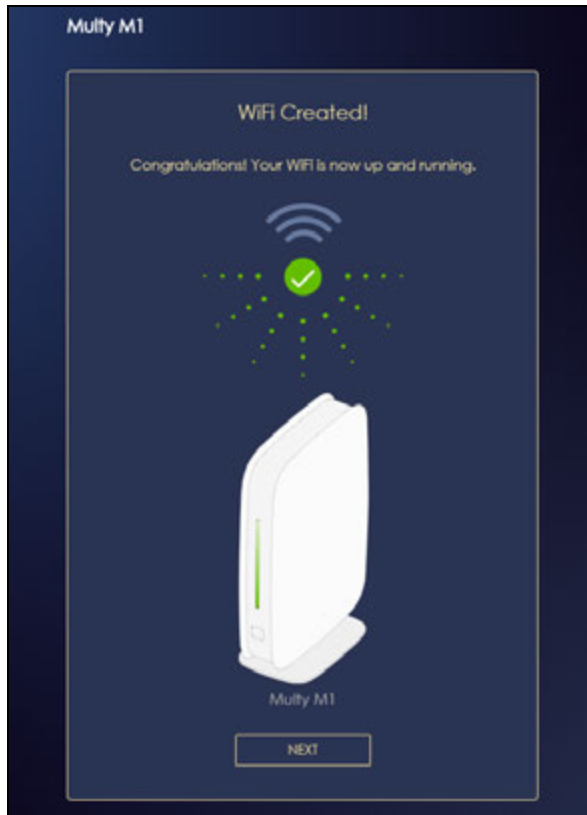 Multy M1
WiFi Created!
Congratulations! Your WiFi is now up and running.
Multy M1
NEXT